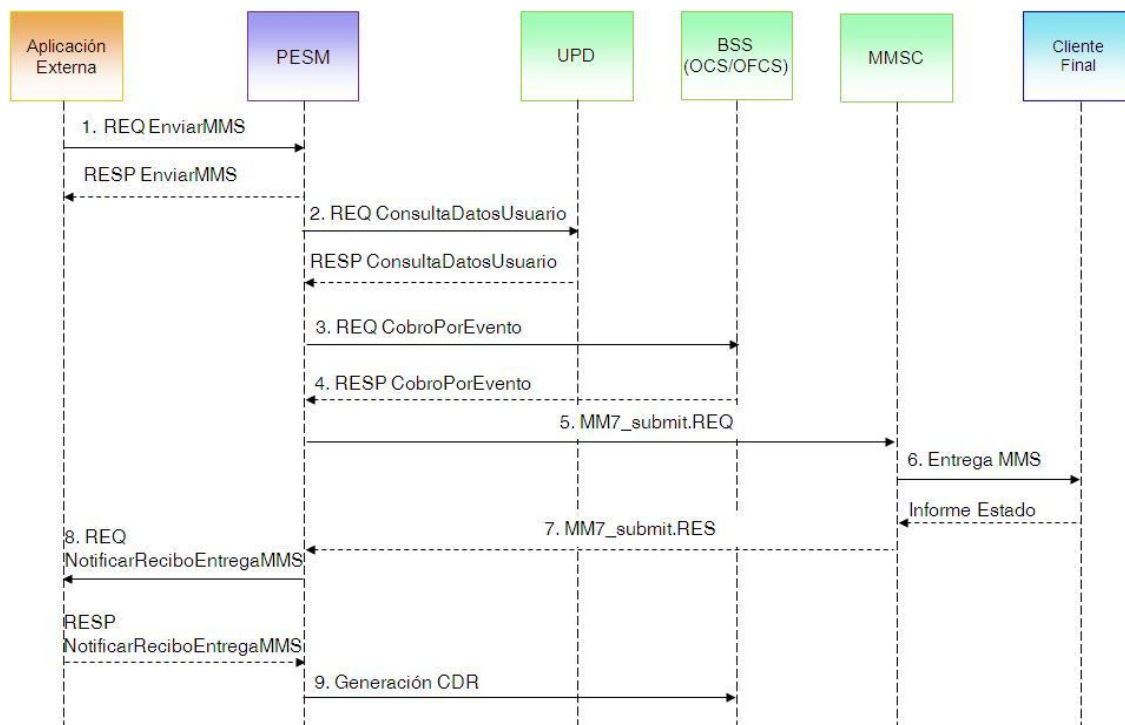 Aplicación
Externa
PESM
UPD
BSS
(OCS/OFCS)
MMSC
Cliente
Final
1. REQ EnviarMMS
RESP EnviarMMS
2. REQ ConsultaDatosUsuario
RESP ConsultaDatosUsuario
3. REQ CobroPorEvento
4. RESP CobroPorEvento
5. MM7_submit.REQ
6. Entrega MMS
Informe Estado
7. MM7_submit.RES
8. REQ
NotificarReciboEntregaMMS
RESP
NotificarReciboEntregaMMS
9. Generación CDR